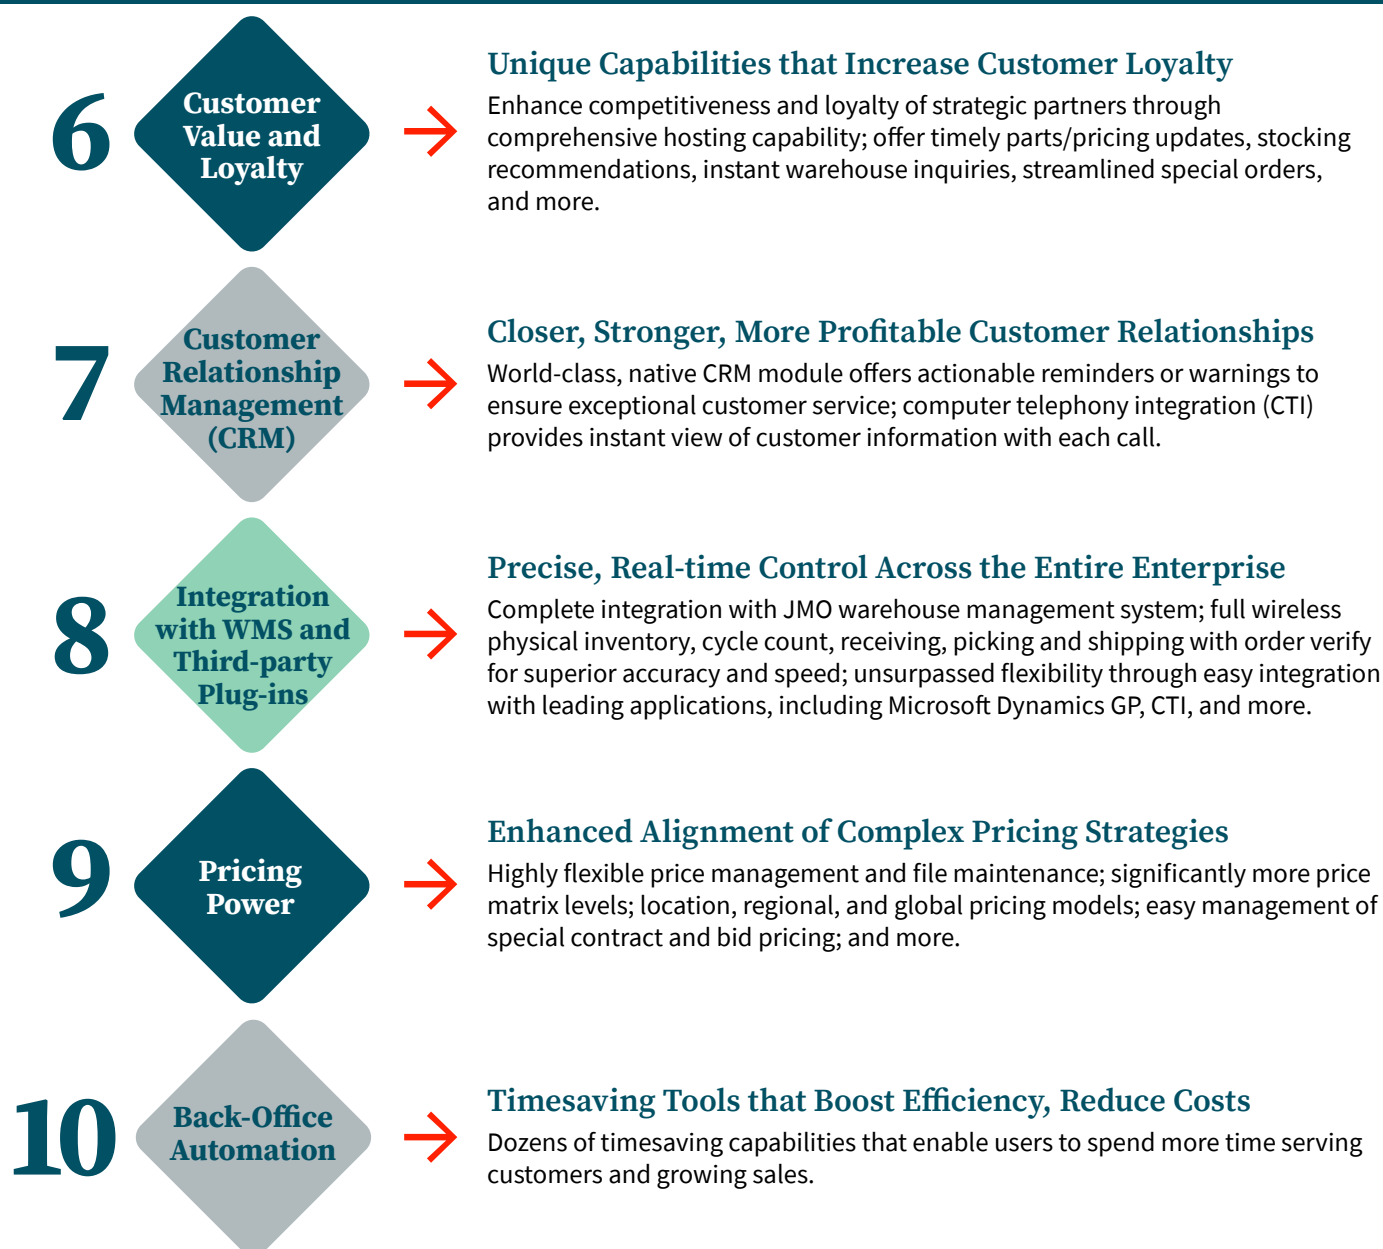 6
Customer
Value and
Loyalty
Unique Capabilities that Increase Customer Loyalty
Enhance competitiveness and loyalty of strategic partners through
comprehensive hosting capability; offer timely parts/pricing updates, stocking
recommendations, instant warehouse inquiries, streamlined special orders,
and more.
7
Customer
Relationship
Management
(CRM)
Closer, Stronger, More Profitable Customer Relationships
World-class, native CRM module offers actionable reminders or warnings to
ensure exceptional customer service; computer telephony integration (CTI)
provides instant view of customer information with each call.
8
Integration
with WMS and
Third-party
Plug-ins
Precise, Real-time Control Across the Entire Enterprise
Complete integration with JMO warehouse management system; full wireless
physical inventory, cycle count, receiving, picking and shipping with order verify
for superior accuracy and speed; unsurpassed flexibility through easy integration
with leading applications, including Microsoft Dynamics GP, CTI, and more.
9
Pricing
Power
Enhanced Alignment of Complex Pricing Strategies
Highly flexible price management and file maintenance; significantly more price
matrix levels; location, regional, and global pricing models; easy management of
special contract and bid pricing; and more.
10
Back-Office
Automation
Timesaving Tools that Boost Efficiency, Reduce Costs
Dozens of timesaving capabilities that enable users to spend more time serving
customers and growing sales.